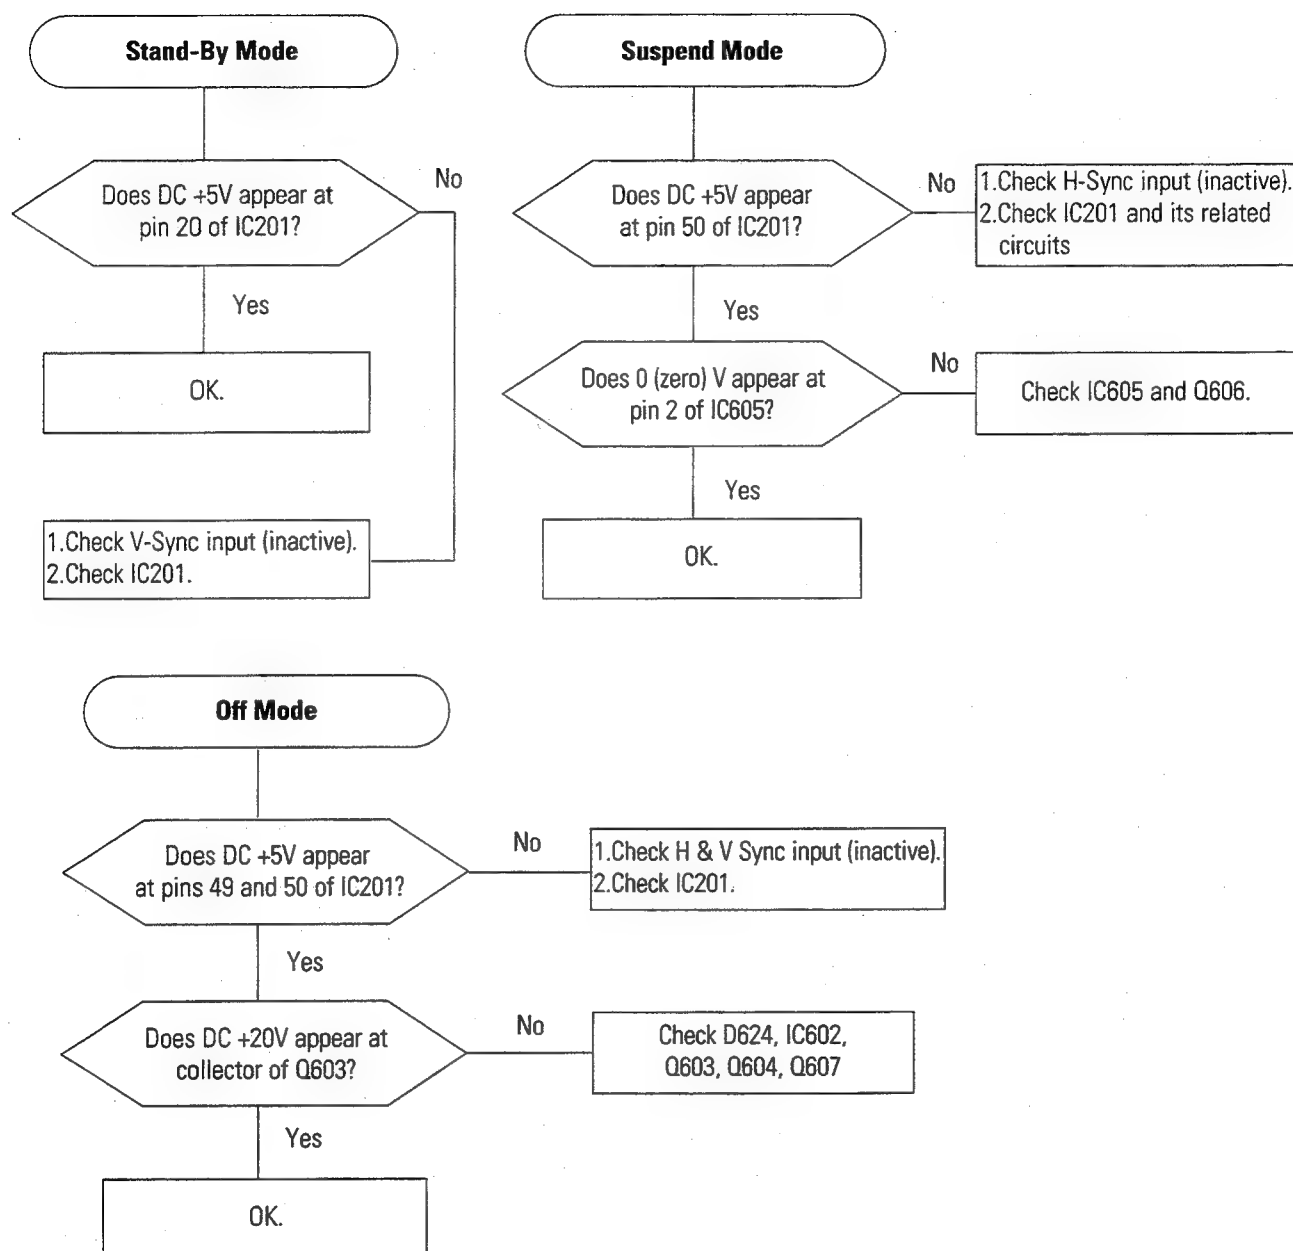 Stand-By Mode
Does DC +5V appear at
pin 20 of IC201?
No
Yes
OK.
1.Check V-Sync input (inactive).
2.Check IC201.
Suspend Mode
Does DC +5V appear
at pin 50 of IC201?
No
1.Check H-Sync input (inactive).
2.Check IC201 and its related
circuits
Yes
Does 0 (zero) V appear at
pin 2 of IC605?
No
Check IC605 and Q606.
Yes
OK.
Off Mode
Does DC +5V appear
at pins 49 and 50 of IC201?
No
1.Check H & V Sync input (inactive).
2.Check IC201.
Yes
Does DC +20V appear at
collector of Q603?
No
Check D624, IC602,
Q603, Q604, Q607
Yes
OK.